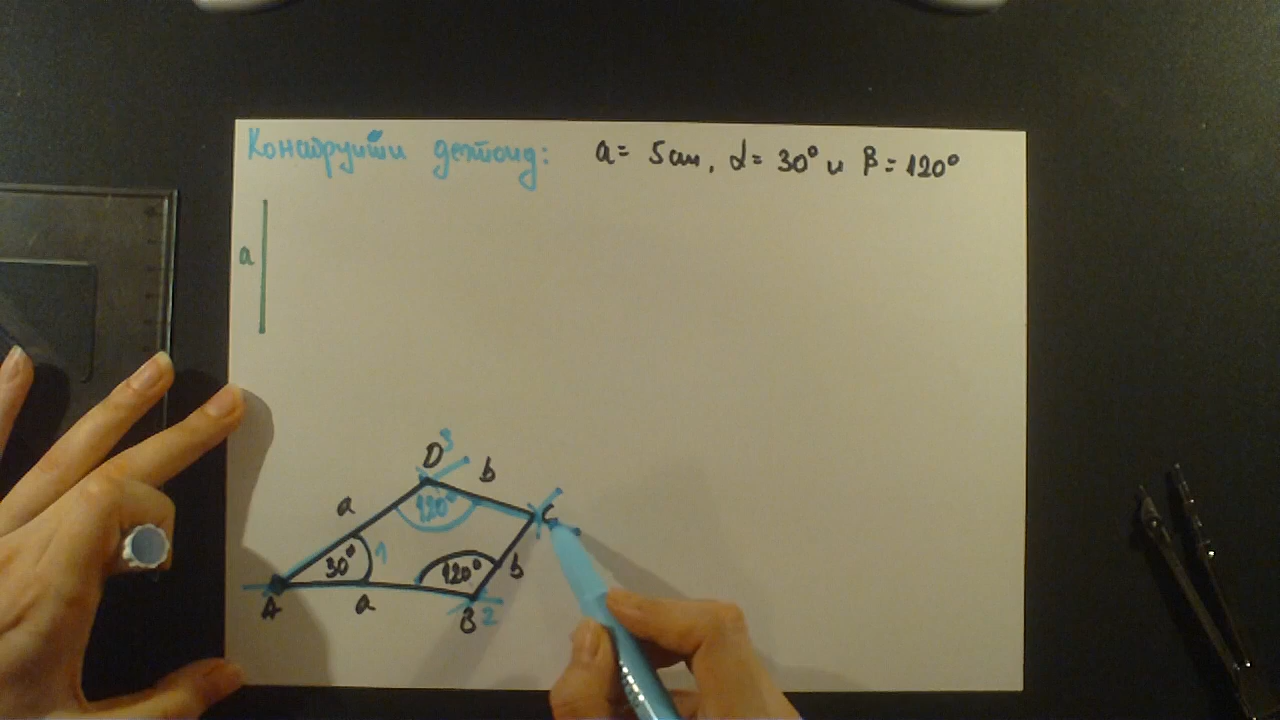 Конструиши делтоид: a = 5cm, α = 30° и β = 120°
a
D 3 b
a 120° C
30° 1 120° b
A a B 2